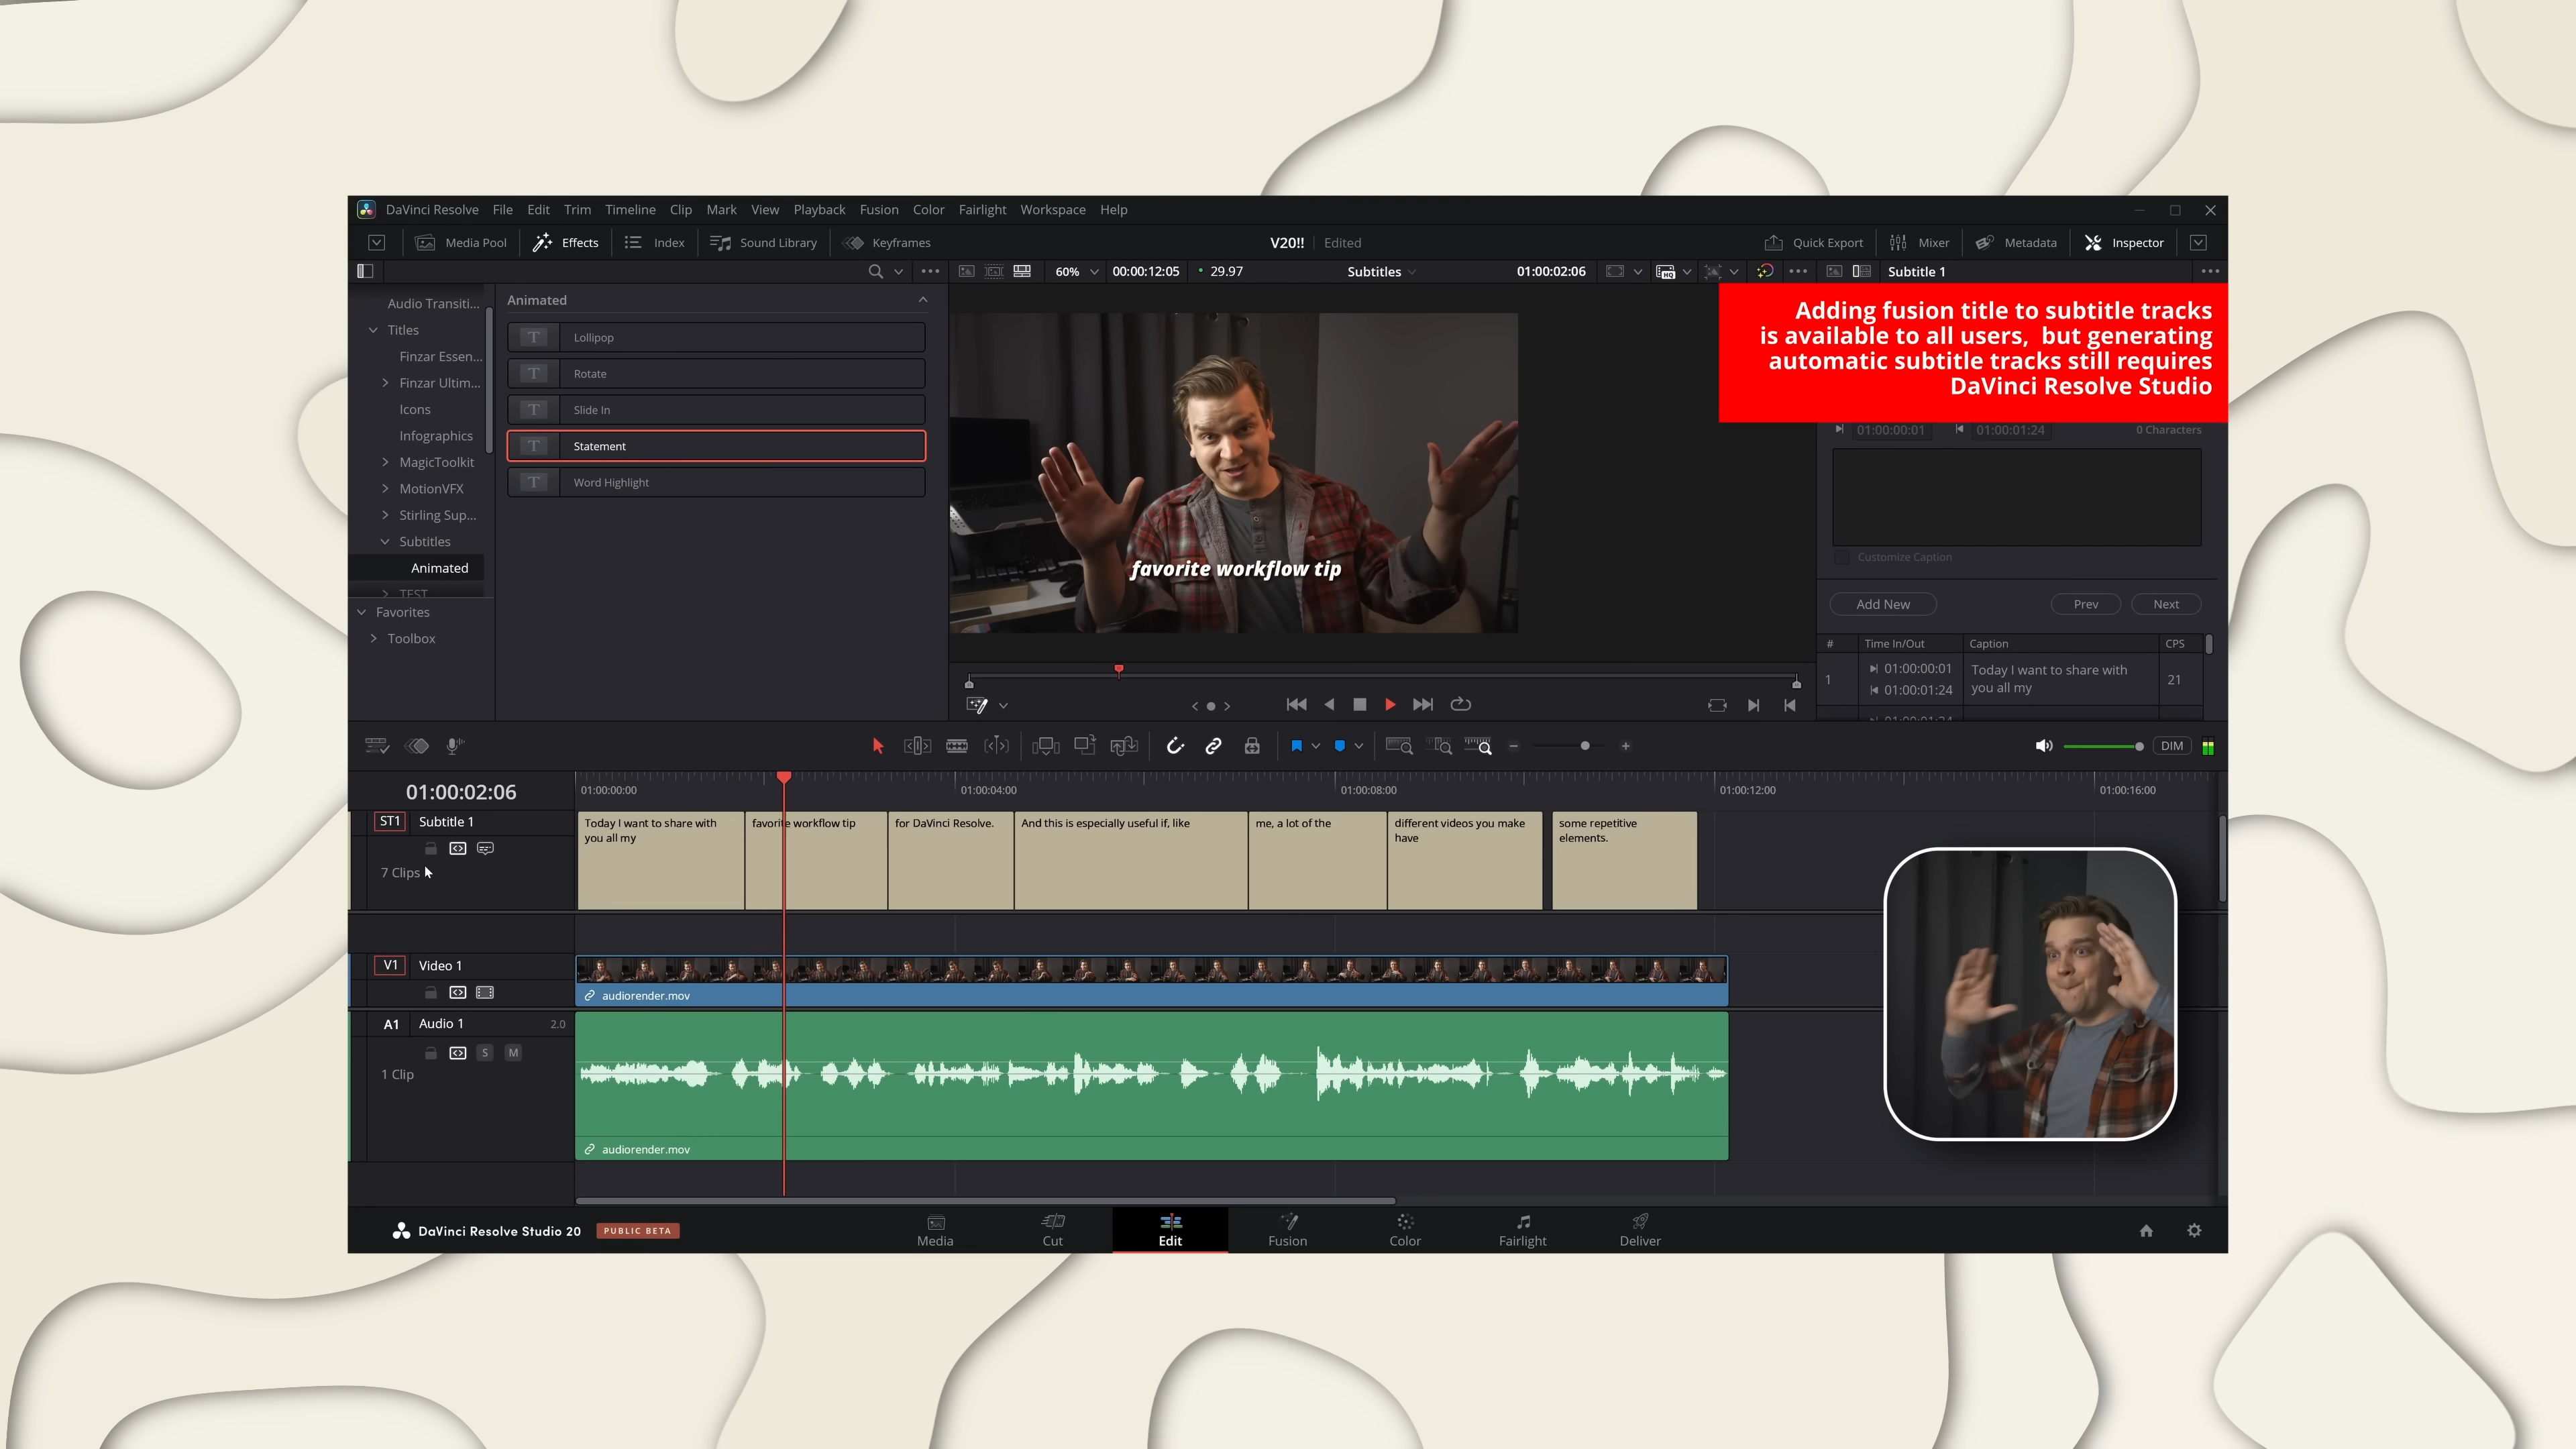 DaVinci Resolve File Edit Trim Timeline Clip Mark View Playback Fusion Color Fairlight Workspace Help
Media Pool Effects Index Sound Library Keyframes V20!! Edited Quick Export Mixer Metadata Inspector
60% 00:00:12:05 29.97 Subtitles 01:00:02:06 Subtitle 1
Audio Transiti...
Titles
Finzar Essen...
Finzar Ultim...
Icons
Infographics
MagicToolkit
MotionVFX
Stirling Sup...
Subtitles
Animated
TEST
Favorites
Toolbox
Animated
Lollipop
Rotate
Slide In
Statement
Word Highlight
favorite workflow tip
Adding fusion title to subtitle tracks
is available to all users, but generating
automatic subtitle tracks still requires
DaVinci Resolve Studio
01:00:00:01 01:00:01:24 0 Characters
Customize Caption
Add New Prev Next
# Time In/Out Caption CPS
1 01:00:00:01 Today I want to share with 21
01:00:01:24 you all my
DIM
01:00:02:06 01:00:00:00 01:00:04:00 01:00:08:00 01:00:12:00 01:00:16:00
ST1 Subtitle 1
7 Clips
Today I want to share with
you all my
favorite workflow tip
for DaVinci Resolve.
And this is especially useful if, like
me, a lot of the
different videos you make
have
some repetitive
elements.
V1 Video 1
audiorender.mov
A1 Audio 1 2.0
S M
1 Clip
audiorender.mov
DaVinci Resolve Studio 20 PUBLIC BETA
Media Cut Edit Fusion Color Fairlight Deliver